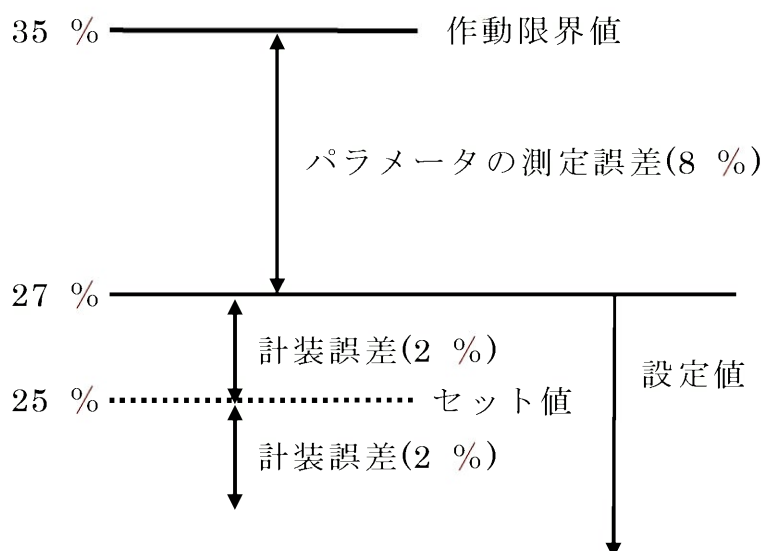 35 %
作動限界値
パラメータの測定誤差(8 %)
27 %
計装誤差(2 %)
設定値
25 %
セット値
計装誤差(2 %)